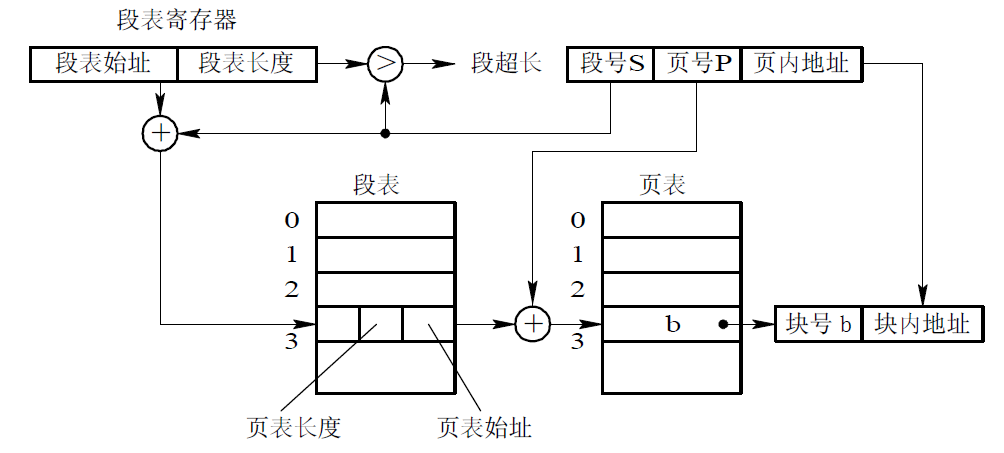 段表寄存器
段表始址 段表长度 > 段超长 段号S 页号P 页内地址
+
段表 页表
0 0
1 1
2 2
+ b 块号 b 块内地址
3 3
页表长度 页表始址